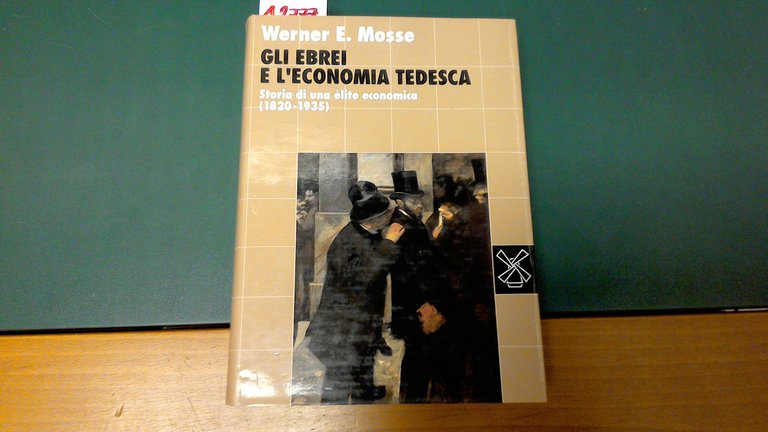 Werner E. Mosse
GLI EBREI
E L'ECONOMIA TEDESCA
Storia di una élite economica
(1820-1935)